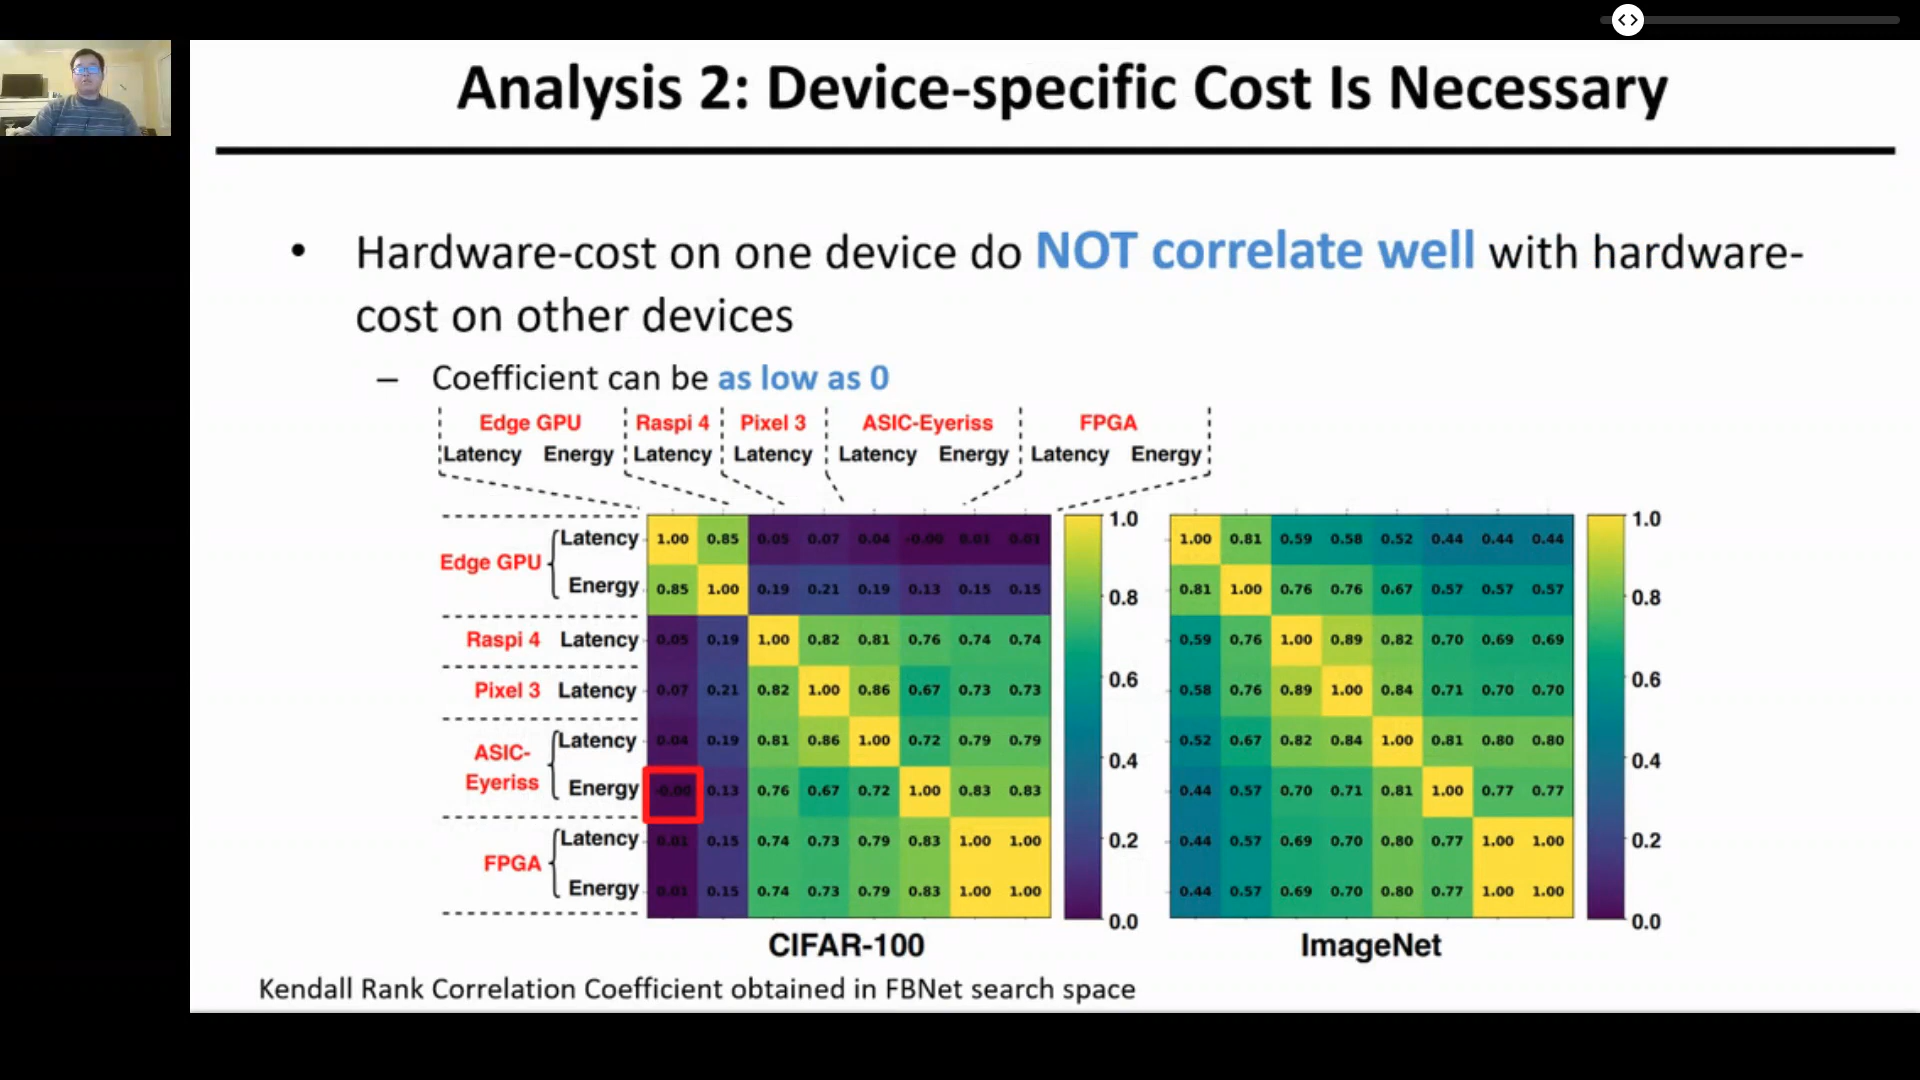 Analysis 2: Device-specific Cost Is Necessary
• Hardware-cost on one device do NOT correlate well with hardware-
cost on other devices
– Coefficient can be as low as 0
Edge GPU Raspi 4 Pixel 3 ASIC-Eyeriss FPGA
Latency Energy Latency Latency Latency Energy Latency Energy
Edge GPU
Latency 1.00 0.85 0.05 0.07 0.04 -0.00 0.01 0.01
Energy 0.85 1.00 0.19 0.21 0.19 0.13 0.15 0.15
Raspi 4 Latency 0.05 0.19 1.00 0.82 0.81 0.76 0.74 0.74
Pixel 3 Latency 0.07 0.21 0.82 1.00 0.86 0.67 0.73 0.73
ASIC-
Eyeriss
Latency 0.04 0.19 0.81 0.86 1.00 0.72 0.79 0.79
Energy -0.00 0.13 0.76 0.67 0.72 1.00 0.83 0.83
FPGA
Latency 0.01 0.15 0.74 0.73 0.79 0.83 1.00 1.00
Energy 0.01 0.15 0.74 0.73 0.79 0.83 1.00 1.00
1.0
0.8
0.6
0.4
0.2
0.0
CIFAR-100
1.00 0.81 0.59 0.58 0.52 0.44 0.44 0.44
0.81 1.00 0.76 0.76 0.67 0.57 0.57 0.57
0.59 0.76 1.00 0.89 0.82 0.70 0.69 0.69
0.58 0.76 0.89 1.00 0.84 0.71 0.70 0.70
0.52 0.67 0.82 0.84 1.00 0.81 0.80 0.80
0.44 0.57 0.70 0.71 0.81 1.00 0.77 0.77
0.44 0.57 0.69 0.70 0.80 0.77 1.00 1.00
0.44 0.57 0.69 0.70 0.80 0.77 1.00 1.00
1.0
0.8
0.6
0.4
0.2
0.0
ImageNet
Kendall Rank Correlation Coefficient obtained in FBNet search space